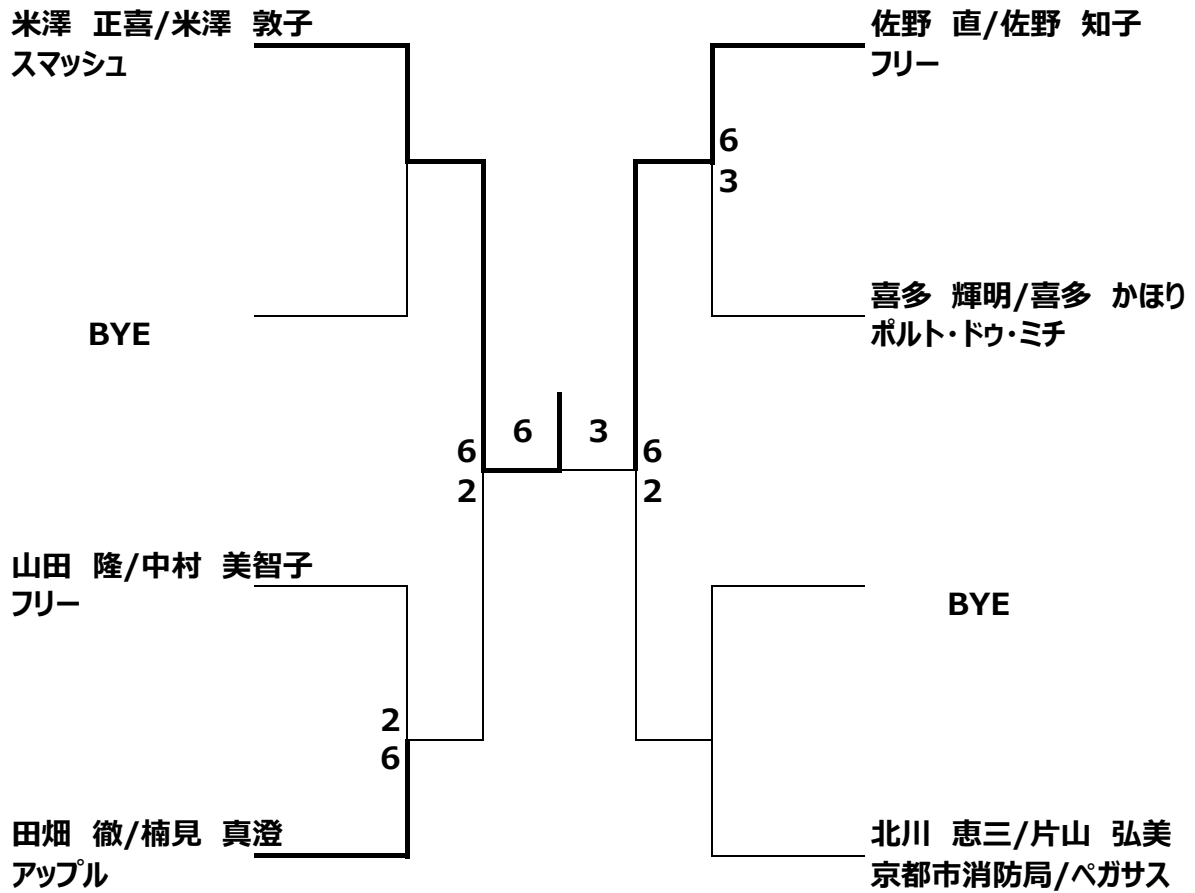 米澤　正喜/米澤　敦子
スマッシュ
BYE
山田　隆/中村　美智子
フリー
田畑　徹/楠見　真澄
アップル
2
6
6
2
6
3
6
2
6
3
佐野　直/佐野　知子
フリー
喜多　輝明/喜多　かほり
ポルト・ドゥ・ミチ
BYE
北川　恵三/片山　弘美
京都市消防局/ペガサス